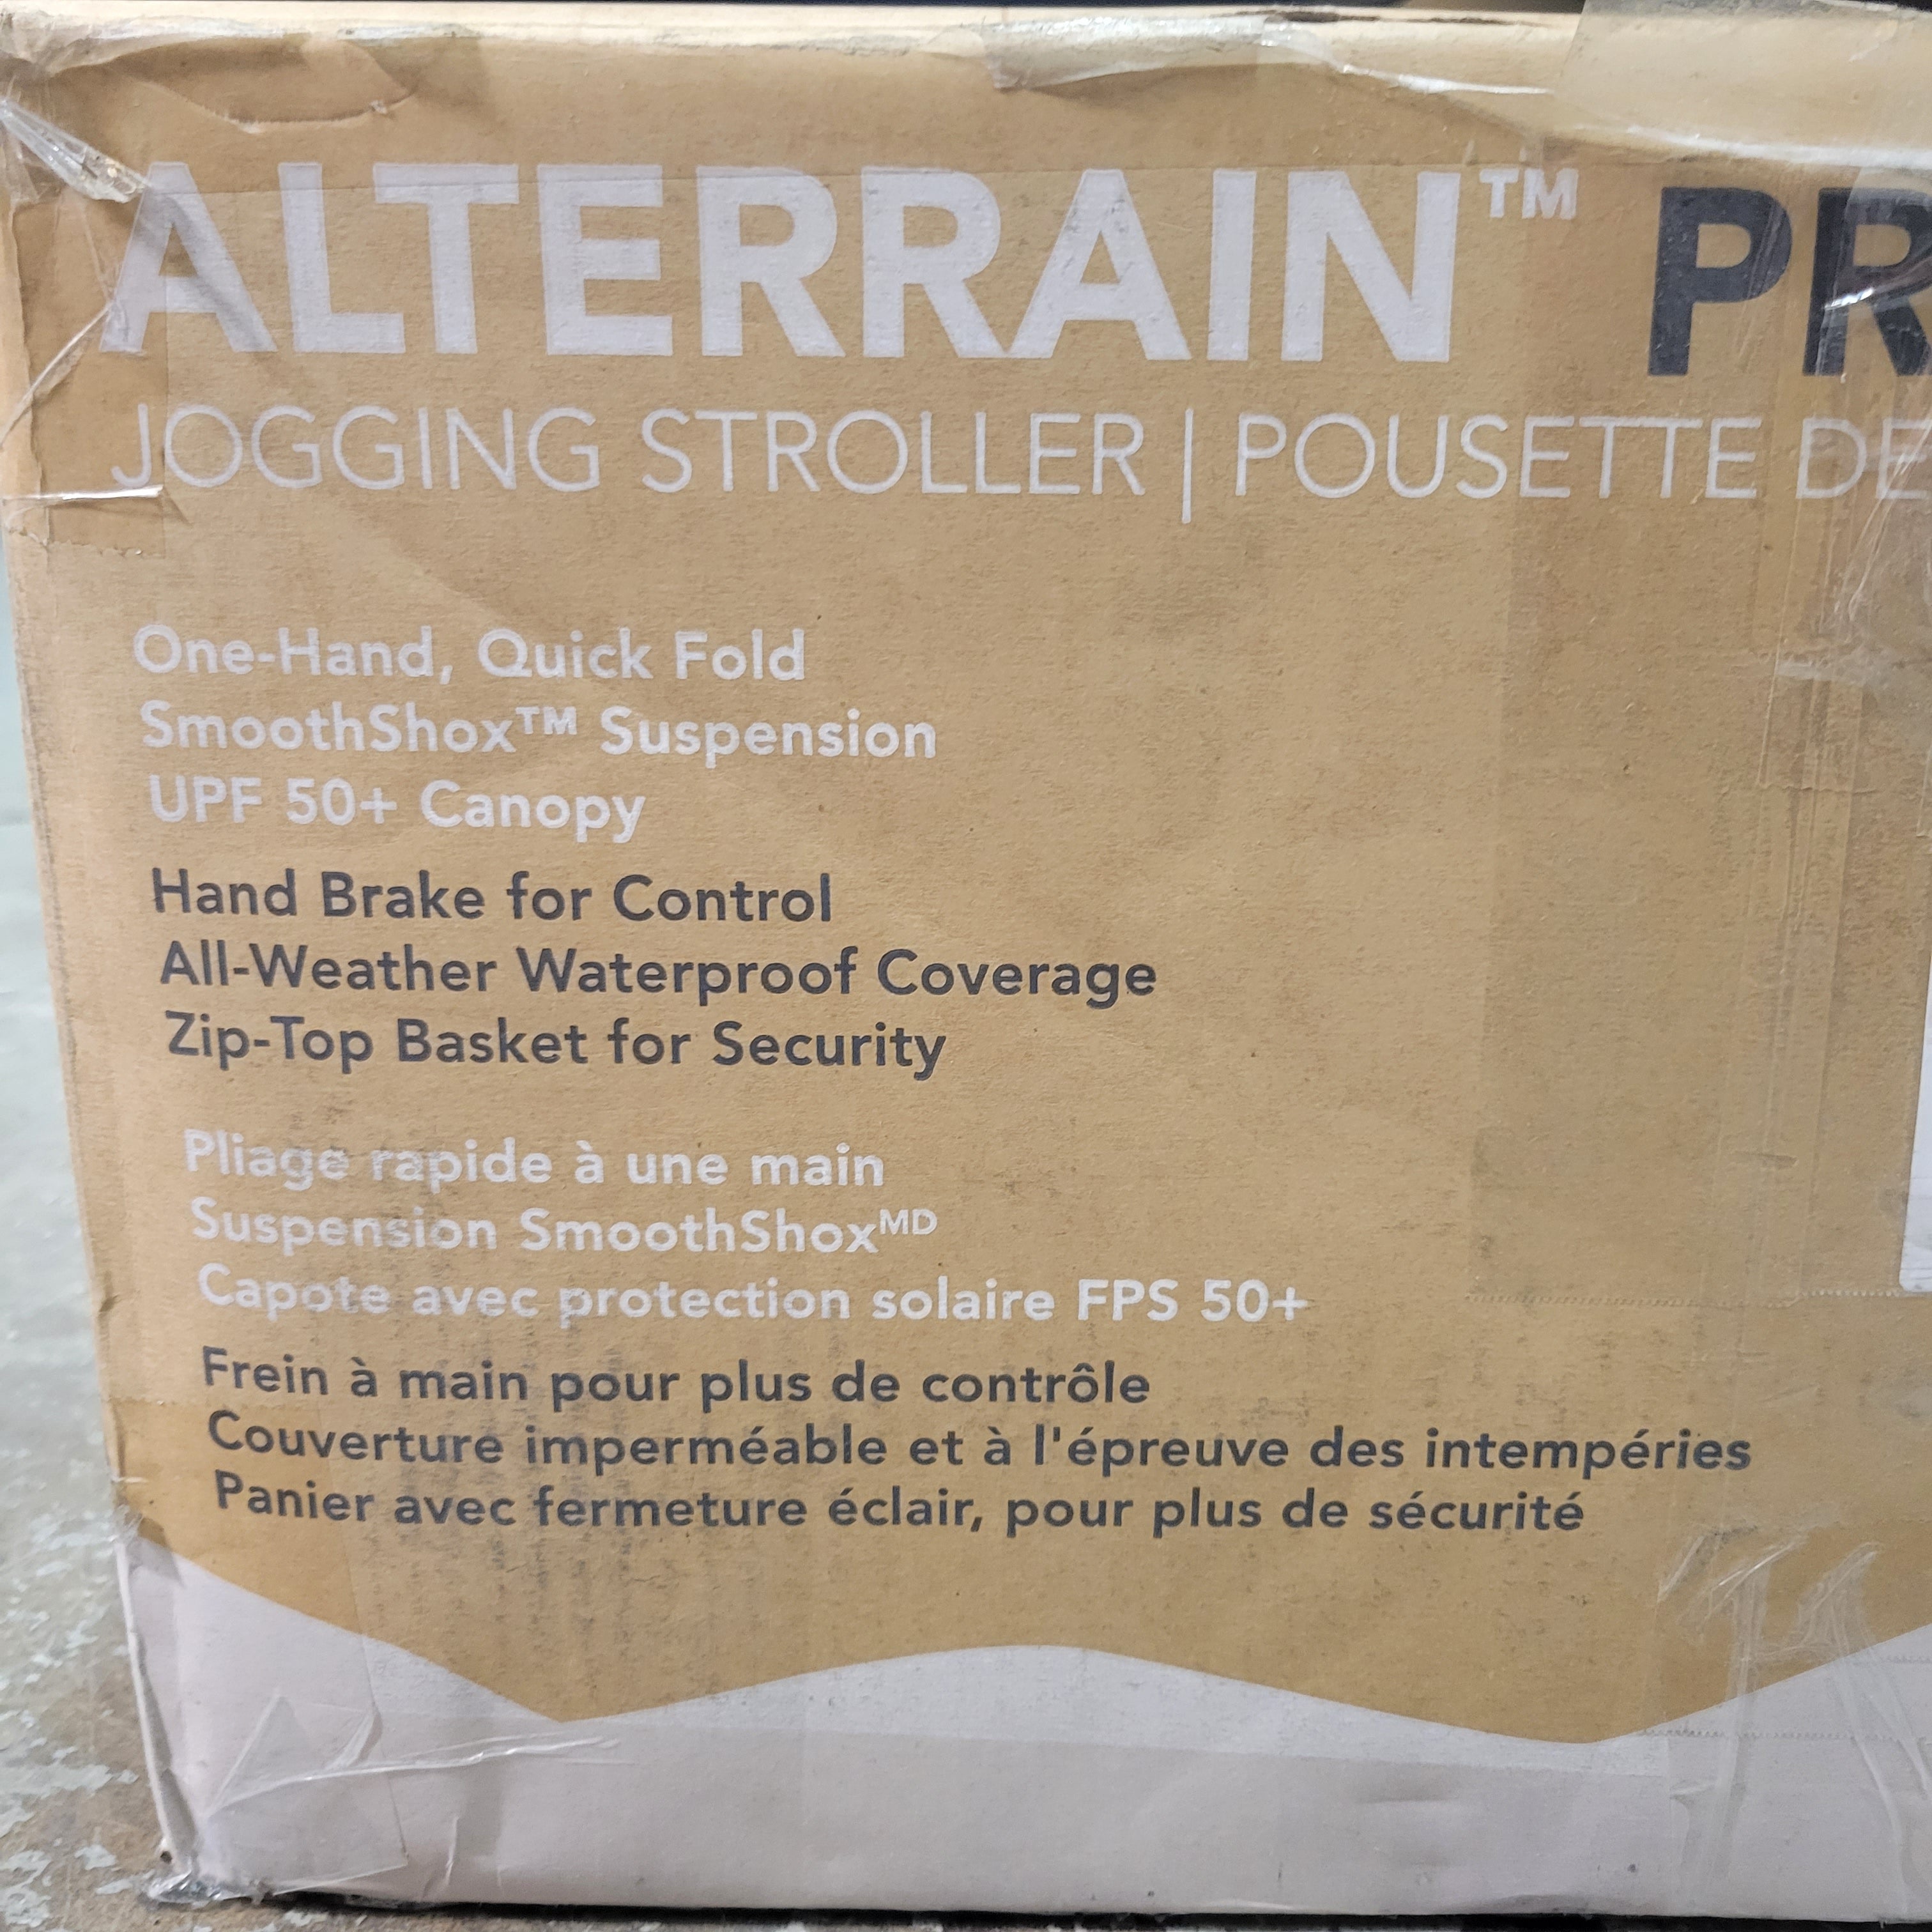 ALTERRAIN™ PR
JOGGING STROLLER | POUSETTE DE
One-Hand, Quick Fold
SmoothShox™ Suspension
UPF 50+ Canopy
Hand Brake for Control
All-Weather Waterproof Coverage
Zip-Top Basket for Security
Pliage rapide à une main
Suspension SmoothShoxᴹᴰ
Capote avec protection solaire FPS 50+
Frein à main pour plus de contrôle
Couverture imperméable et à l'épreuve des intempéries
Panier avec fermeture éclair, pour plus de sécurité